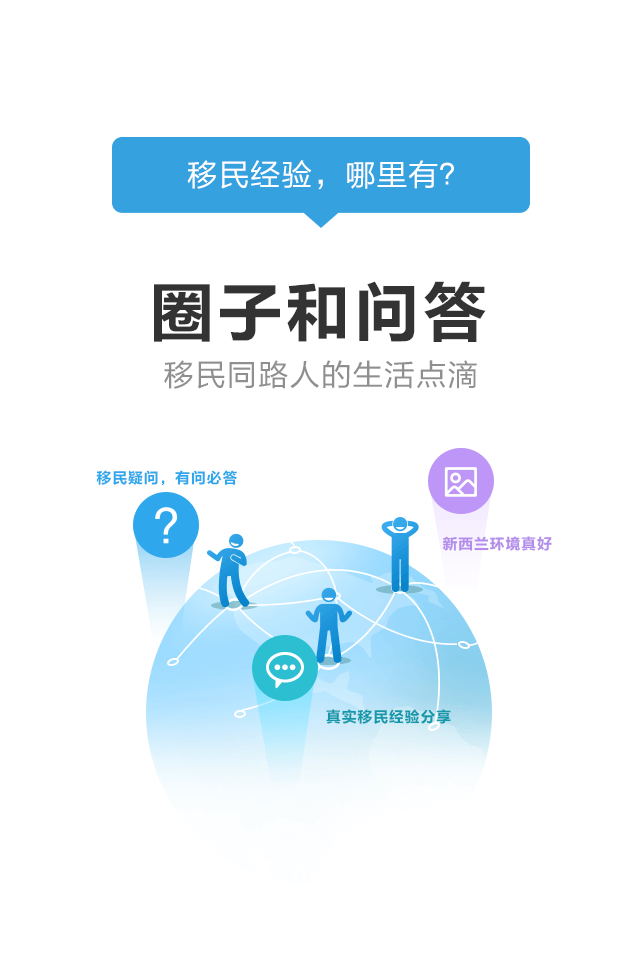 移民经验，哪里有?
圈子和问答
移民同路人的生活点滴
移民疑问，有问必答
?
新西兰环境真好
真实移民经验分享